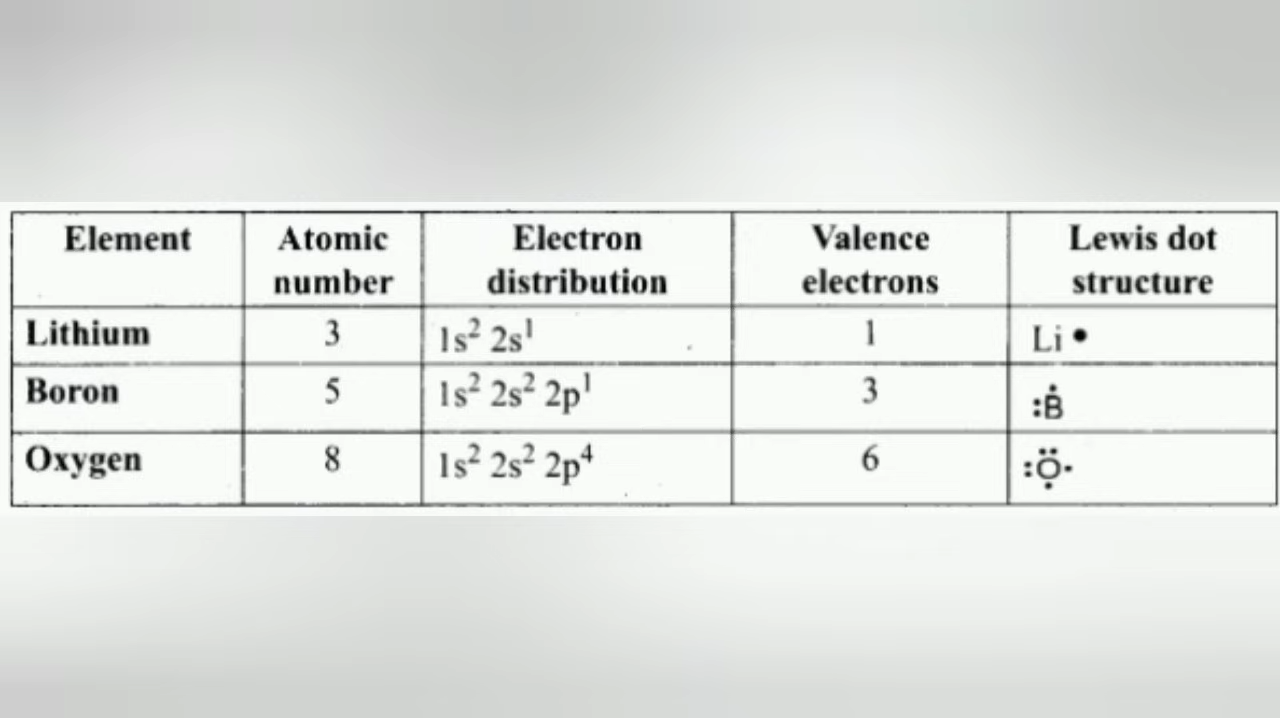 Element Atomic number Electron distribution Valence electrons Lewis dot structure
Lithium 3 1s² 2s¹ 1 Li •
Boron 5 1s² 2s² 2p¹ 3 :Ḃ
Oxygen 8 1s² 2s² 2p⁴ 6 :Ọ̈·